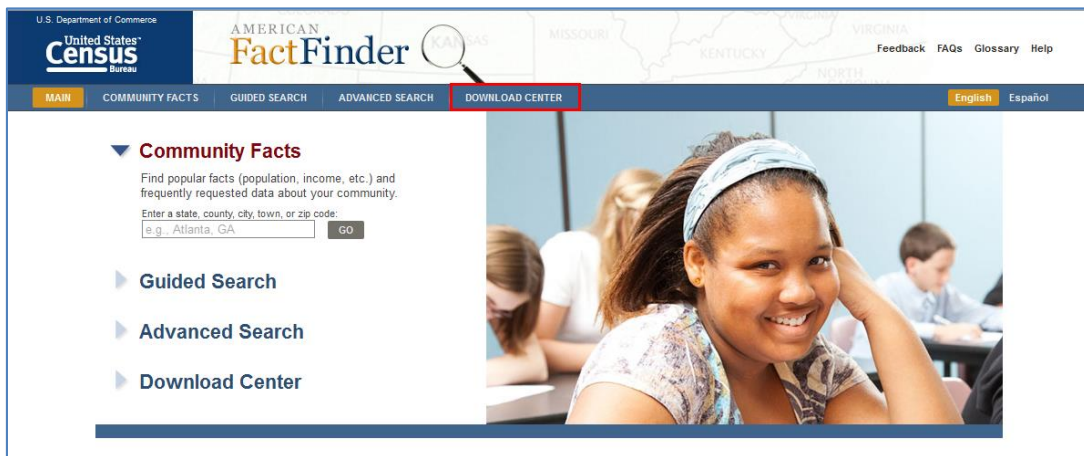 U.S. Department of Commerce
United States™
Census
Bureau
AMERICAN
FactFinder
KANSAS
MISSOURI
KENTUCKY
VIRGINIA
VIRGINIA
NORTH
Feedback FAQs Glossary Help
MAIN COMMUNITY FACTS GUIDED SEARCH ADVANCED SEARCH DOWNLOAD CENTER English Español
Community Facts
Find popular facts (population, income, etc.) and
frequently requested data about your community.
Enter a state, county, city, town, or zip code:
e.g., Atlanta, GA GO
Guided Search
Advanced Search
Download Center